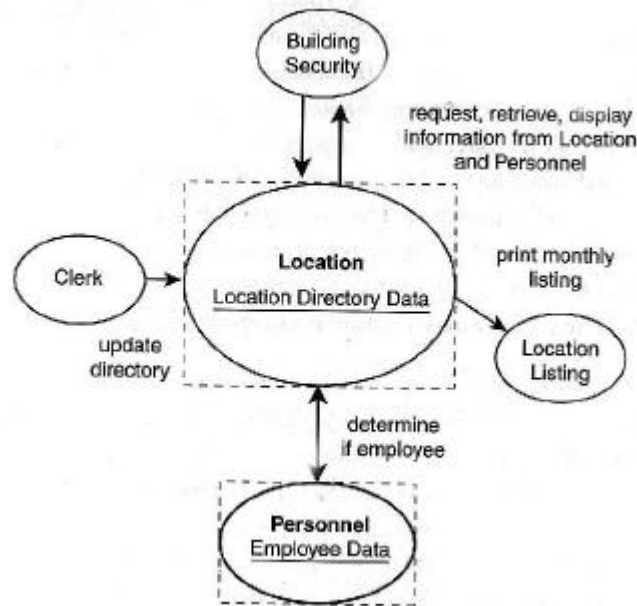 Building
Security
request, retrieve, display
information from Location
and Personnel
Location
Location Directory Data
Clerk
print monthly
listing
update
directory
Location
Listing
determine
if employee
Personnel
Employee Data